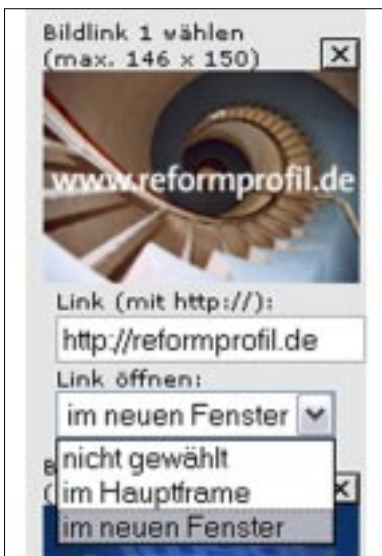 Bildlink 1 wählen
(max. 146 x 150)
www.reformprofil.de
Link (mit http://):
http://reformprofil.de
Link öffnen:
im neuen Fenster
B
nicht gewählt
(
im Hauptframe
im neuen Fenster